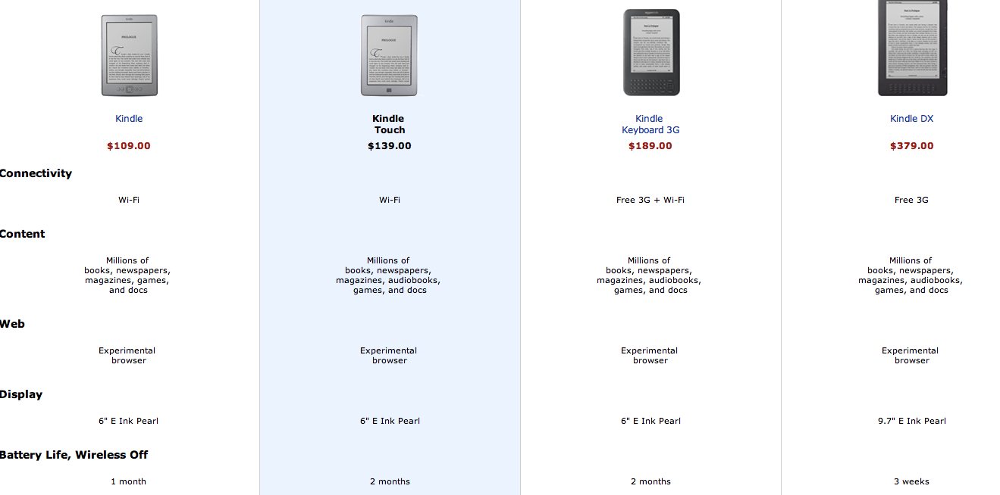 kindle
PROLOGUE
kindle
PROLOGUE
amazonkindle
Kindle
Kindle
Touch
Kindle
Keyboard 3G
Kindle DX
$109.00
$139.00
$189.00
$379.00
Connectivity
Wi-Fi
Wi-Fi
Free 3G + Wi-Fi
Free 3G
Content
Millions of
books, newspapers,
magazines, games,
and docs
Millions of
books, newspapers,
magazines, audiobooks,
games, and docs
Millions of
books, newspapers,
magazines, audiobooks,
games, and docs
Millions of
books, newspapers,
magazines, audiobooks,
games, and docs
Web
Experimental
browser
Experimental
browser
Experimental
browser
Experimental
browser
Display
6" E Ink Pearl
6" E Ink Pearl
6" E Ink Pearl
9.7" E Ink Pearl
Battery Life, Wireless Off
1 month
2 months
2 months
3 weeks